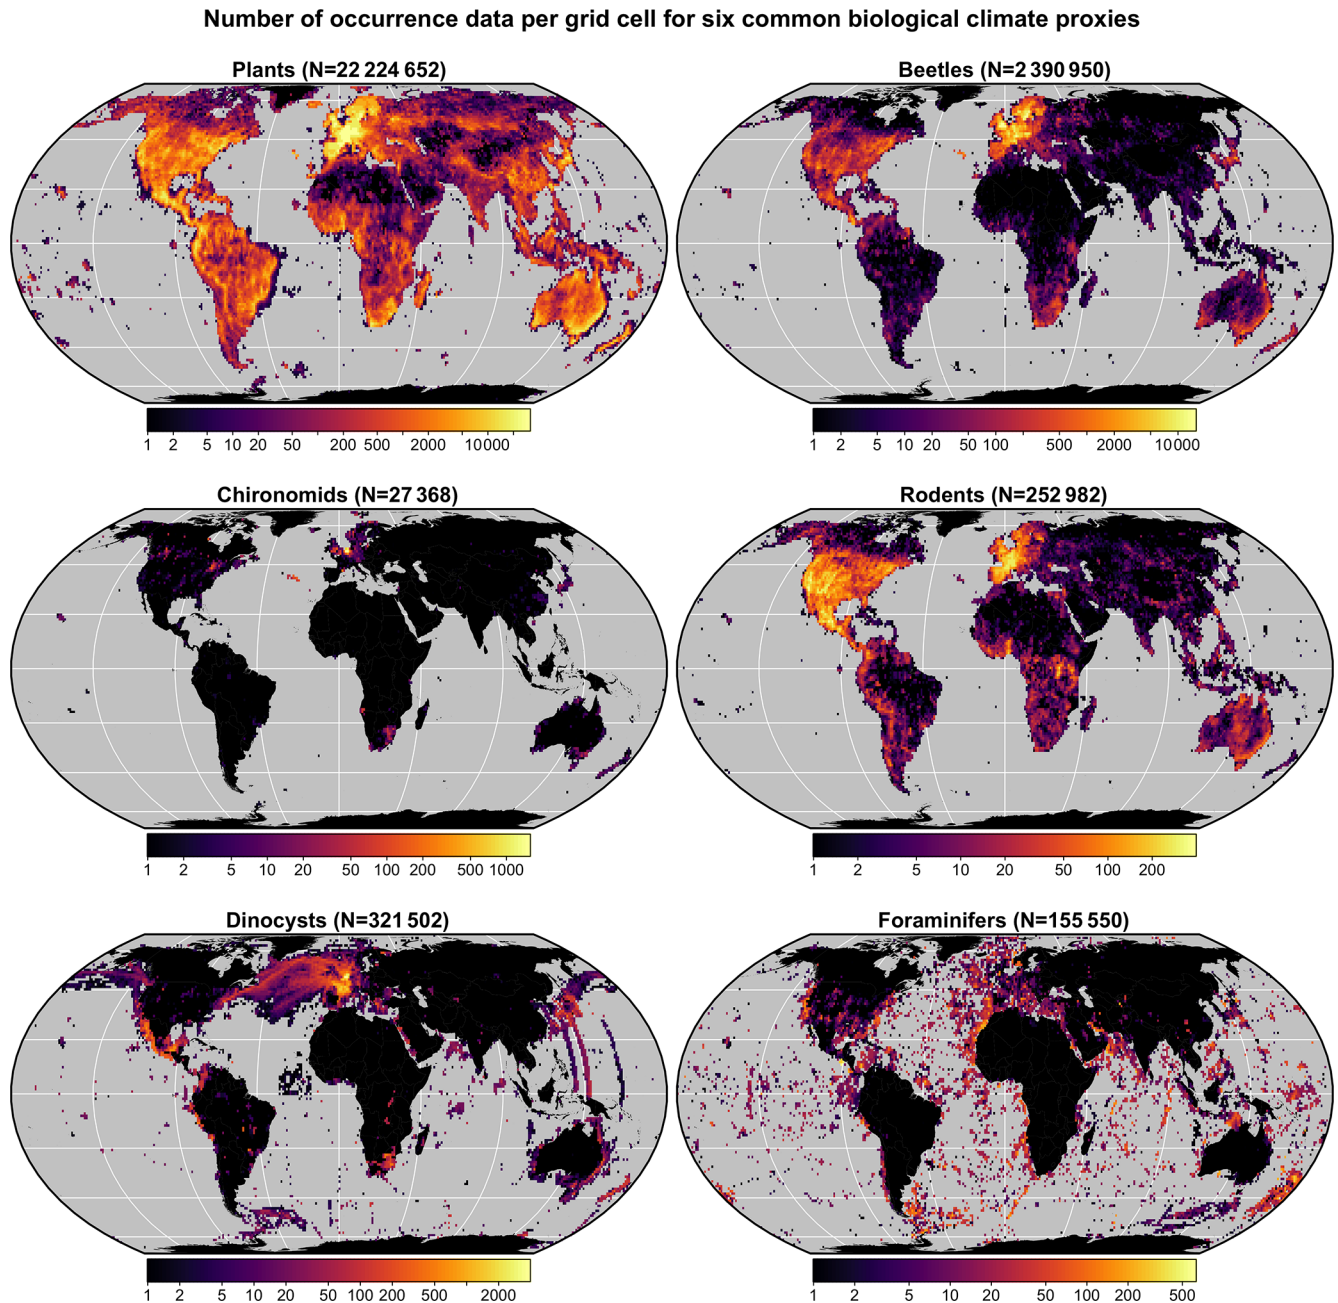 Number of occurrence data per grid cell for six common biological climate proxies
Plants (N=22 224 652)
Beetles (N=2 390 950)
1 2 5 10 20 50 200 500 2000 10000
1 2 5 10 20 50 100 500 2000 10000
Chironomids (N=27 368)
Rodents (N=252 982)
1 2 5 10 20 50 100 200 500 1000
1 2 5 10 20 50 100 200
Dinocysts (N=321 502)
Foraminifers (N=155 550)
1 2 5 10 20 50 100 200 500 2000
1 2 5 10 20 50 100 200 500